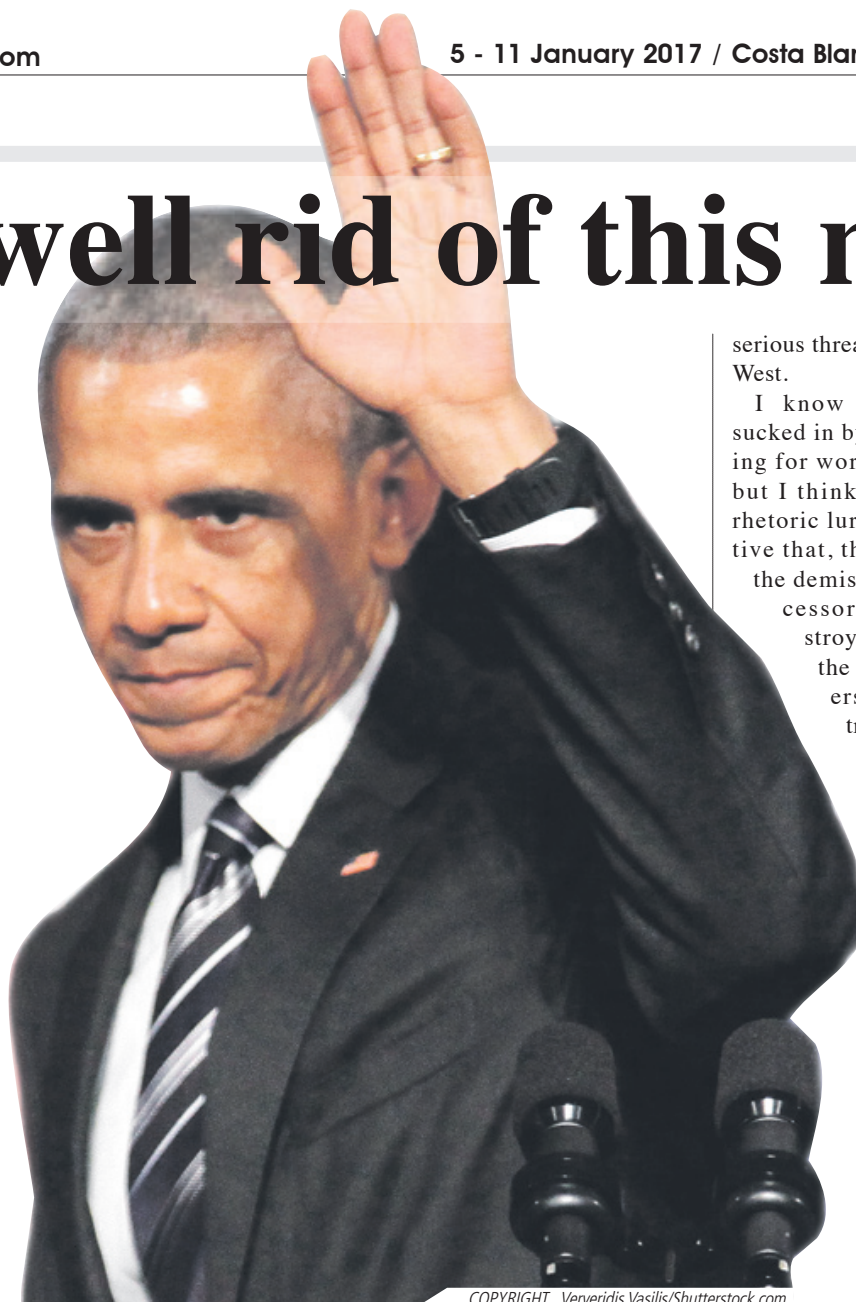 om
5 - 11 January 2017 / Costa Blan
well rid of this
serious threa
West.
I know
sucked in by
ing for wor
but I think
rhetoric lur
tive that, th
the demis
cessor
stroy
the
ers
tr
COPYRIGHT Ververidis Vasilis/Shutterstock.com